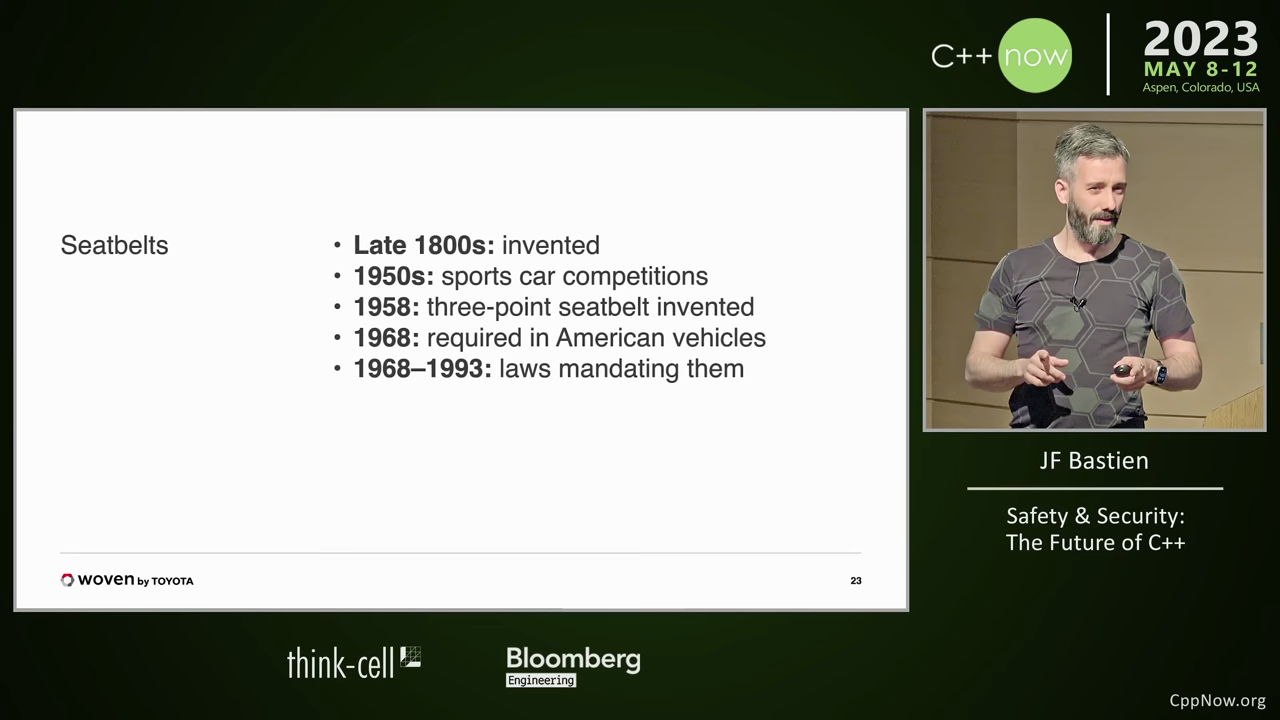 C++ now
2023
MAY 8-12
Aspen, Colorado, USA
Seatbelts
• Late 1800s: invented
• 1950s: sports car competitions
• 1958: three-point seatbelt invented
• 1968: required in American vehicles
• 1968–1993: laws mandating them
woven by TOYOTA
23
JF Bastien
Safety & Security:
The Future of C++
think-cell
Bloomberg
Engineering
CppNow.org